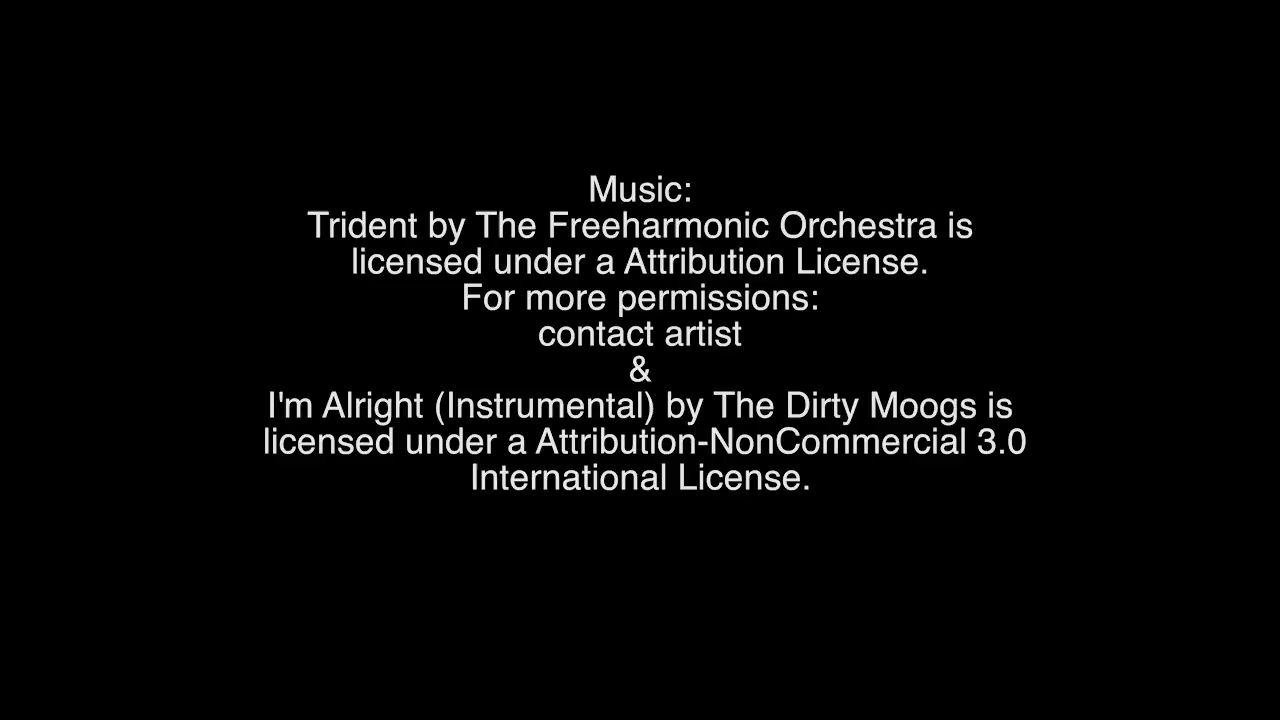 Music:
Trident by The Freeharmonic Orchestra is
licensed under a Attribution License.
For more permissions:
contact artist
&
I'm Alright (Instrumental) by The Dirty Moogs is
licensed under a Attribution-NonCommercial 3.0
International License.